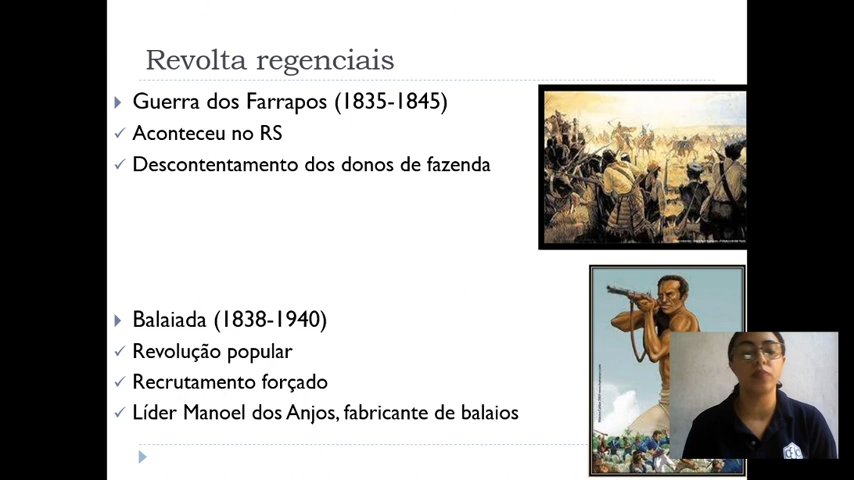 Revolta regenciais
Guerra dos Farrapos (1835-1845)
Aconteceu no RS
Descontentamento dos donos de fazenda
Balaiada (1838-1940)
Revolução popular
Recrutamento forçado
Líder Manoel dos Anjos, fabricante de balaios